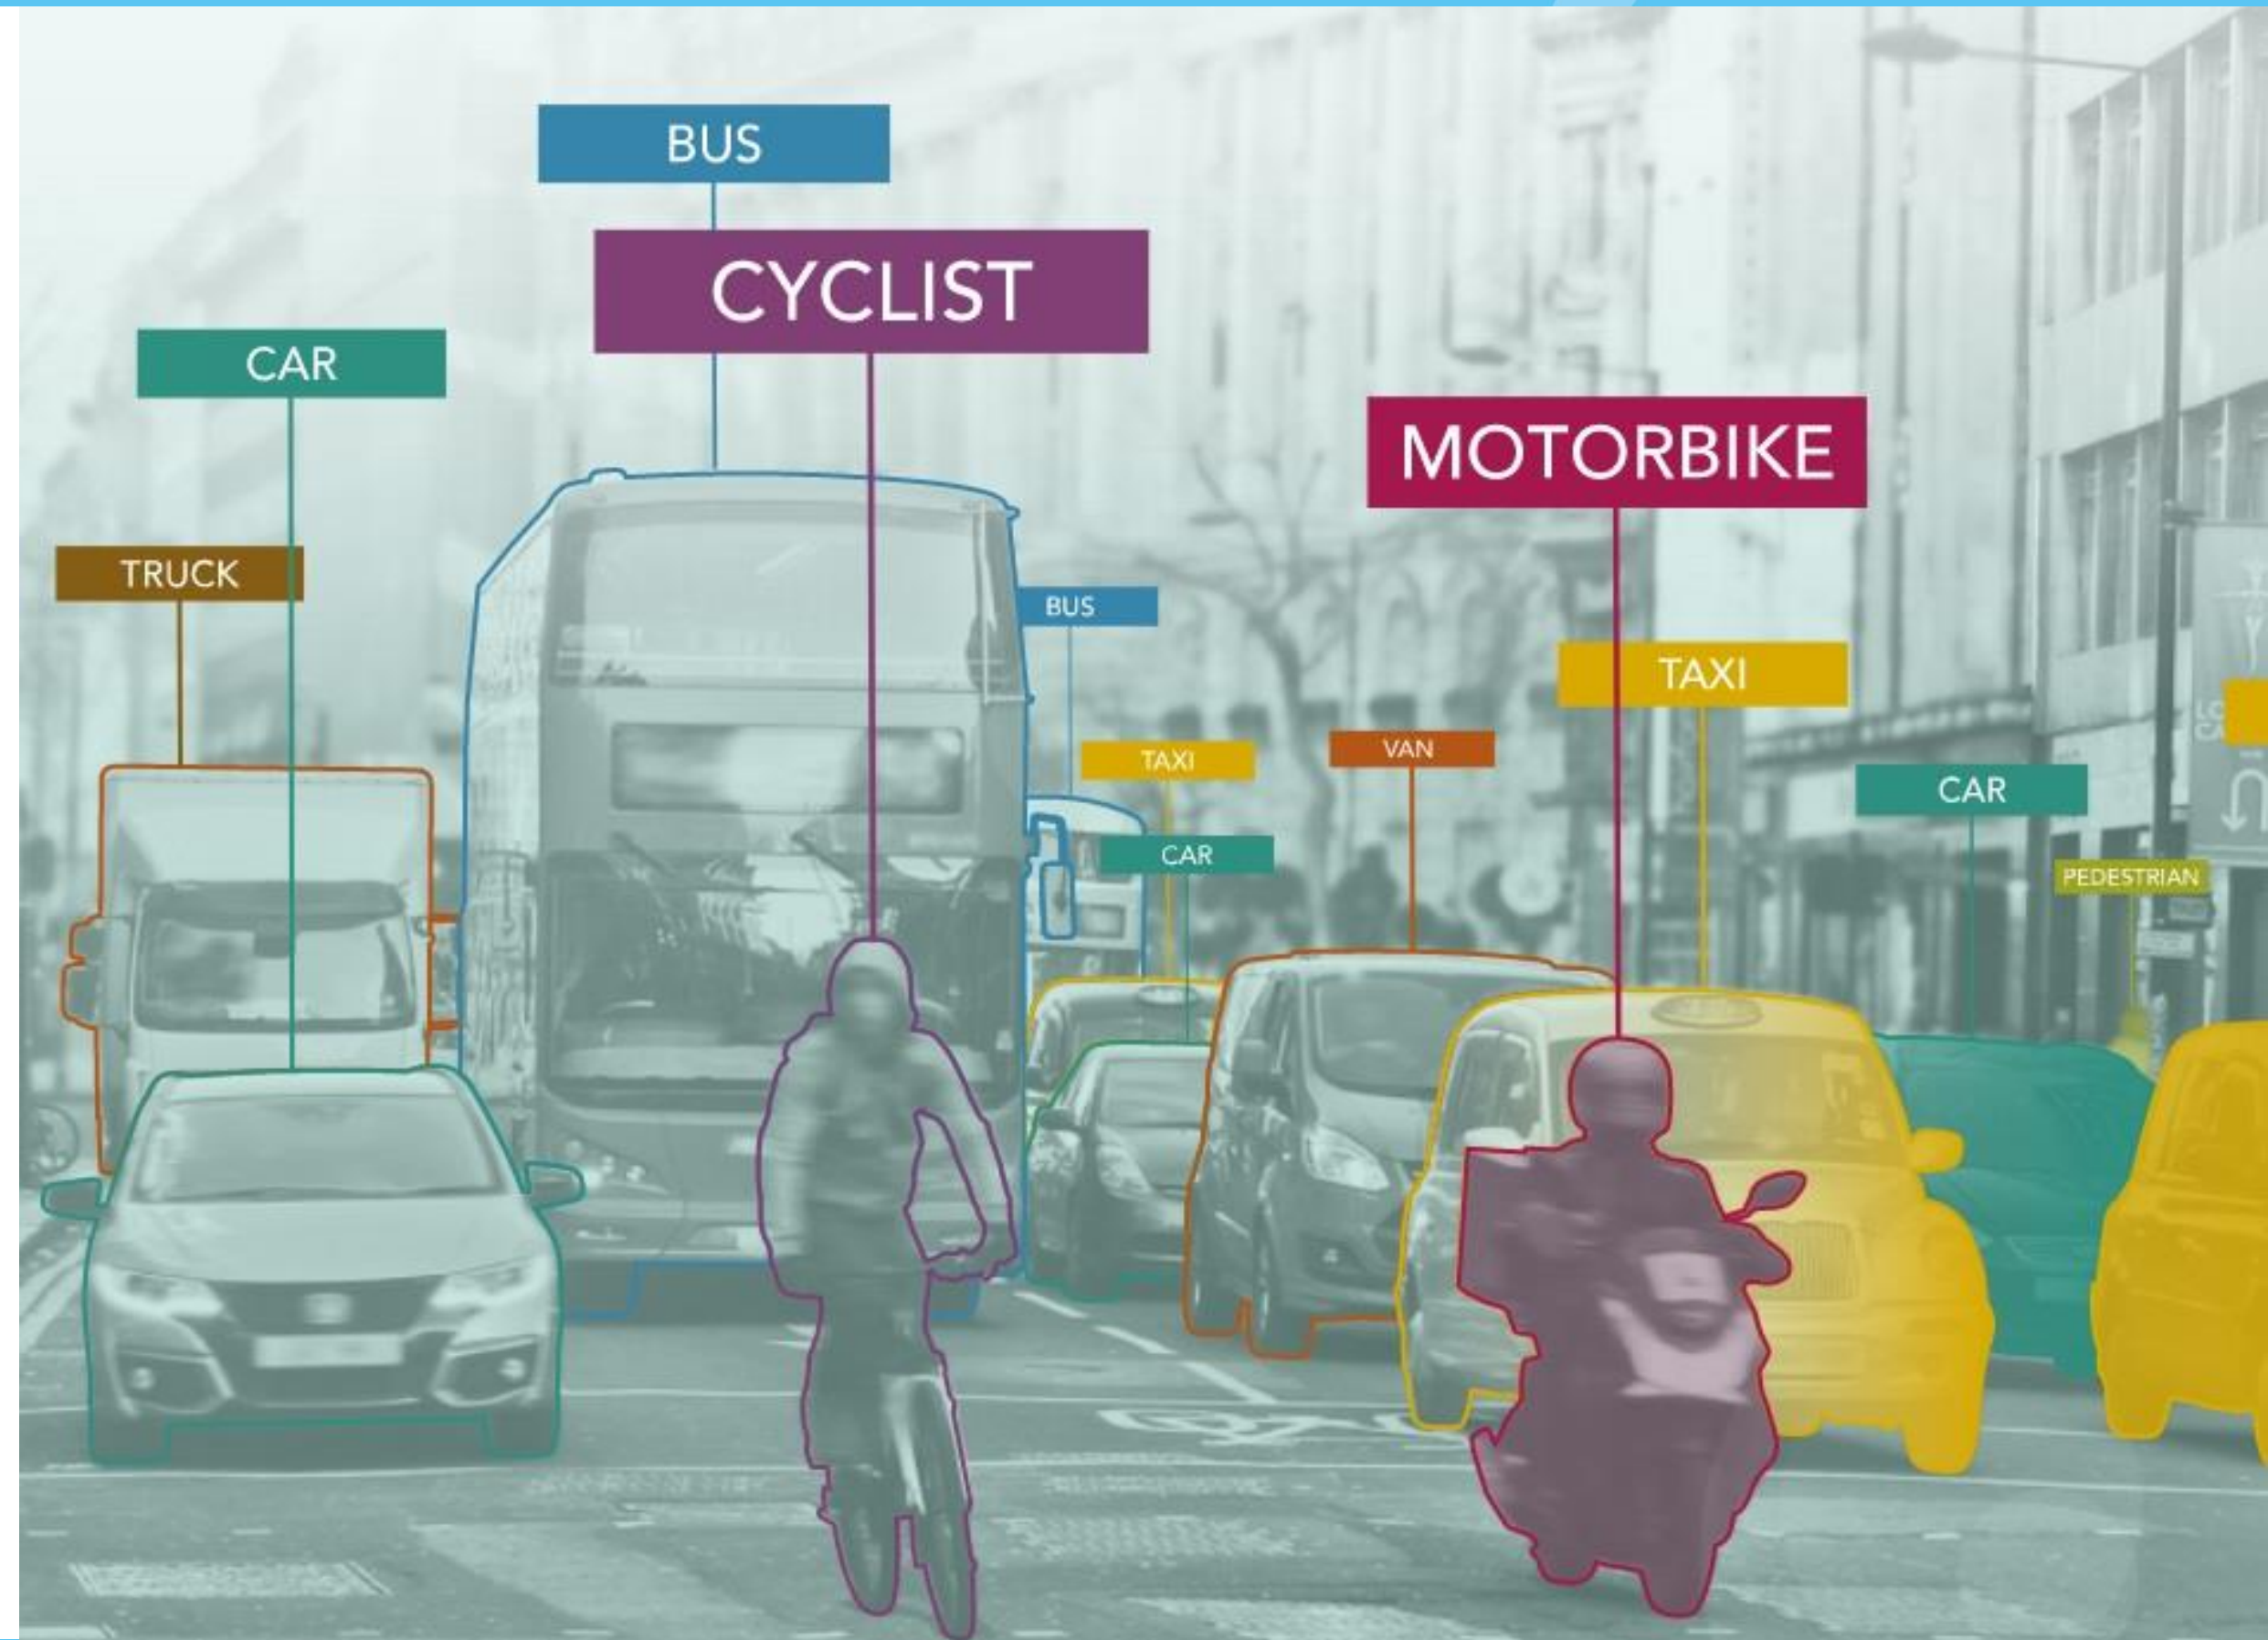 BUS
CYCLIST
CAR
MOTORBIKE
TRUCK
BUS
TAXI
VAN
TAXI
CAR
CAR
PEDESTRIAN